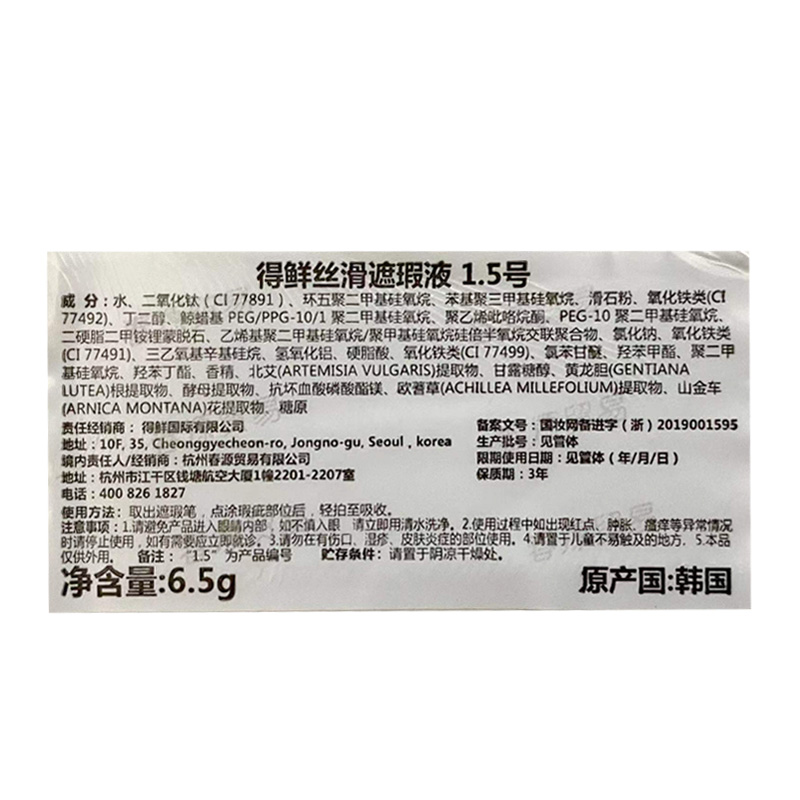 得鲜丝滑遮瑕液 1.5号
成 分：水、二氧化钛（CI 77891）、环五聚二甲基硅氧烷、苯基聚三甲基硅氧烷、滑石粉、氧化铁类(CI
77492)、丁二醇、鲸蜡基 PEG/PPG-10/1 聚二甲基硅氧烷、聚乙烯吡咯烷酮、PEG-10 聚二甲基硅氧烷、
二硬脂二甲铵锂蒙脱石、乙烯基聚二甲基硅氧烷/聚甲基硅氧烷硅倍半氧烷交联聚合物、氯化钠、氧化铁类
(CI 77491)、三乙氧基辛基硅烷、氢氧化铝、硬脂酸、氧化铁类(CI 77499)、氯苯甘醚、羟苯甲酯、聚二甲
基硅氧烷、羟苯丁酯、香精、北艾(ARTEMISIA VULGARIS)提取物、甘露糖醇、黄龙胆(GENTIANA
LUTEA)根提取物、酵母提取物、抗坏血酸磷酸酯镁、欧蓍草(ACHILLEA MILLEFOLIUM)提取物、山金车
(ARNICA MONTANA)花提取物、糖原
责任经销商 ：得鲜国际有限公司
地址：10F, 35, Cheonggyecheon-ro, Jongno-gu, Seoul , korea
境内责任人/经销商：杭州春源贸易有限公司
地址：杭州市江干区钱塘航空大厦1幢2201-2207室
电话：400 826 1827
备案文号：国妆网备进字（浙）2019001595
生产批号：见管体
限期使用日期：见管体（年/月/日）
保质期：3年
使用方法：取出遮瑕笔，点涂瑕疵部位后，轻拍至吸收。
注意事项：1.请避免产品进入眼睛内部，如不慎入眼 请立即用清水洗净。2.使用过程中如出现红点、肿胀、瘙痒等异常情况
时请停止使用，如有需要应立即就诊。3.请勿在有伤口、湿疹、皮肤炎症的部位使用。4.请置于儿童不易触及的地方。5.本品
仅供外用。 备注： “1.5” 为产品编号 贮存条件：请置于阴凉干燥处。
净含量:6.5g
原产国:韩国